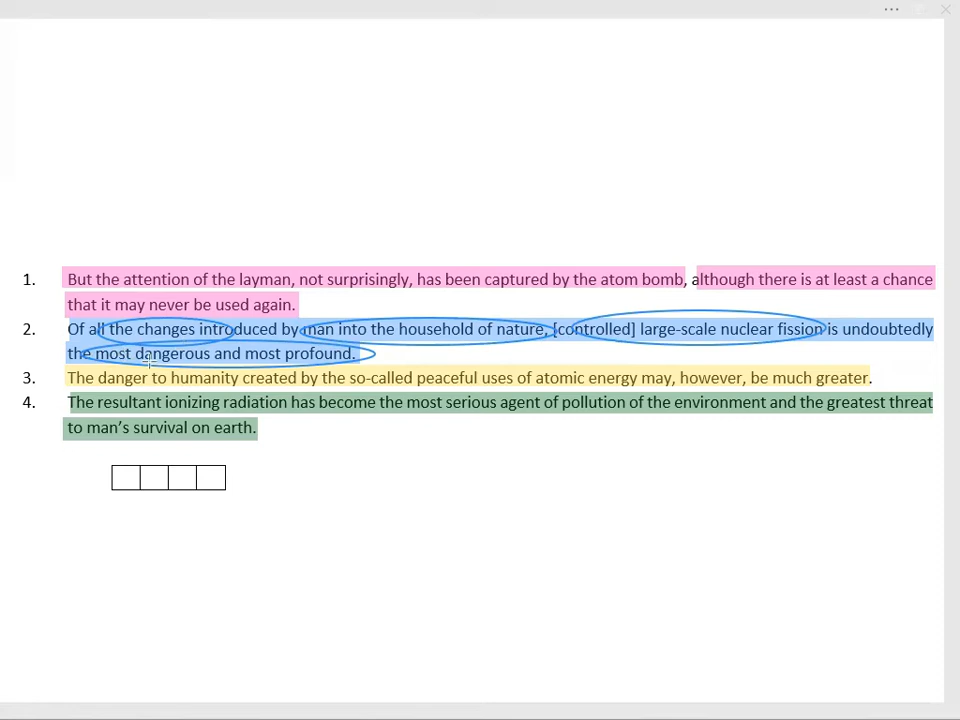 1. But the attention of the layman, not surprisingly, has been captured by the atom bomb, although there is at least a chance
that it may never be used again.
2. Of all the changes introduced by man into the household of nature, [controlled] large-scale nuclear fission is undoubtedly
the most dangerous and most profound.
3. The danger to humanity created by the so-called peaceful uses of atomic energy may, however, be much greater.
4. The resultant ionizing radiation has become the most serious agent of pollution of the environment and the greatest threat
to man’s survival on earth.